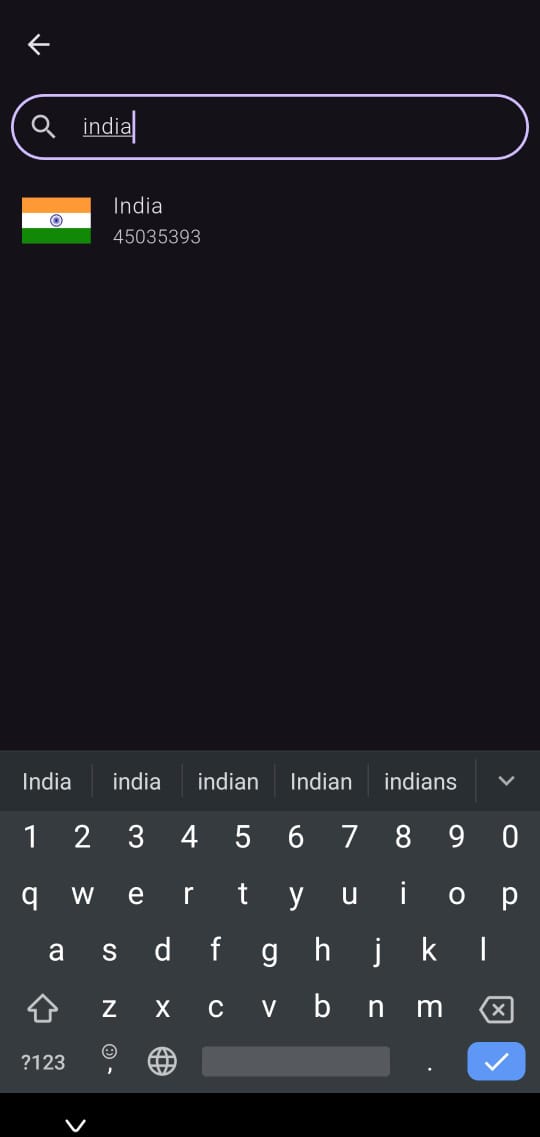 india
India
45035393
India india indian Indian indians
1 2 3 4 5 6 7 8 9 0
q w e r t y u i o p
a s d f g h j k l
z x c v b n m
?123 , .